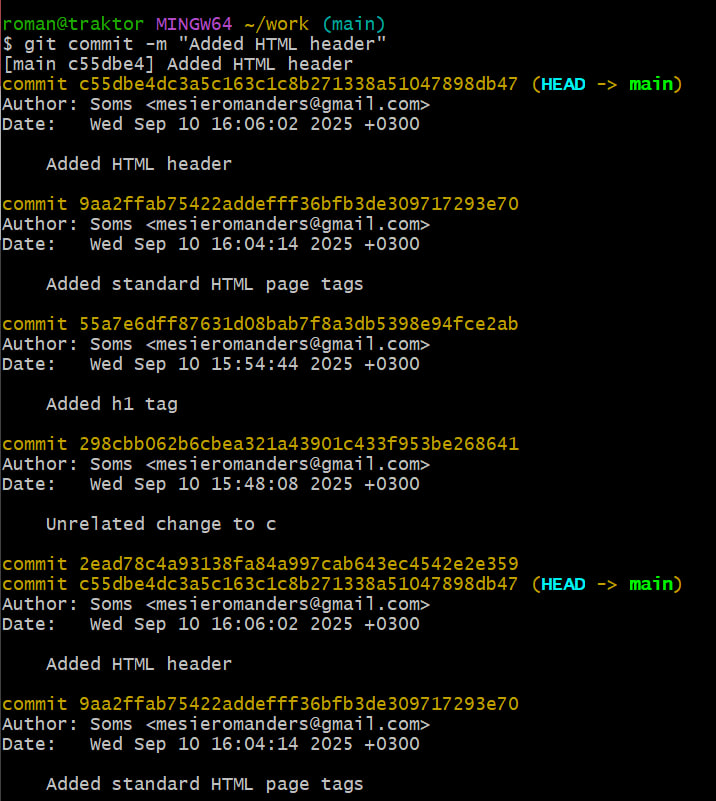 roman@traktor MINGW64 ~/work (main)
$ git commit -m "Added HTML header"
[main c55dbe4] Added HTML header
commit c55dbe4dc3a5c163c1c8b271338a51047898db47 (HEAD -> main)
Author: Soms <mesieromanders@gmail.com>
Date:   Wed Sep 10 16:06:02 2025 +0300

    Added HTML header

commit 9aa2ffab75422addefff36bfb3de309717293e70
Author: Soms <mesieromanders@gmail.com>
Date:   Wed Sep 10 16:04:14 2025 +0300

    Added standard HTML page tags

commit 55a7e6dff87631d08bab7f8a3db5398e94fce2ab
Author: Soms <mesieromanders@gmail.com>
Date:   Wed Sep 10 15:54:44 2025 +0300

    Added h1 tag

commit 298cbb062b6cbea321a43901c433f953be268641
Author: Soms <mesieromanders@gmail.com>
Date:   Wed Sep 10 15:48:08 2025 +0300

    Unrelated change to c

commit 2ead78c4a93138fa84a997cab643ec4542e2e359
commit c55dbe4dc3a5c163c1c8b271338a51047898db47 (HEAD -> main)
Author: Soms <mesieromanders@gmail.com>
Date:   Wed Sep 10 16:06:02 2025 +0300

    Added HTML header

commit 9aa2ffab75422addefff36bfb3de309717293e70
Author: Soms <mesieromanders@gmail.com>
Date:   Wed Sep 10 16:04:14 2025 +0300

    Added standard HTML page tags